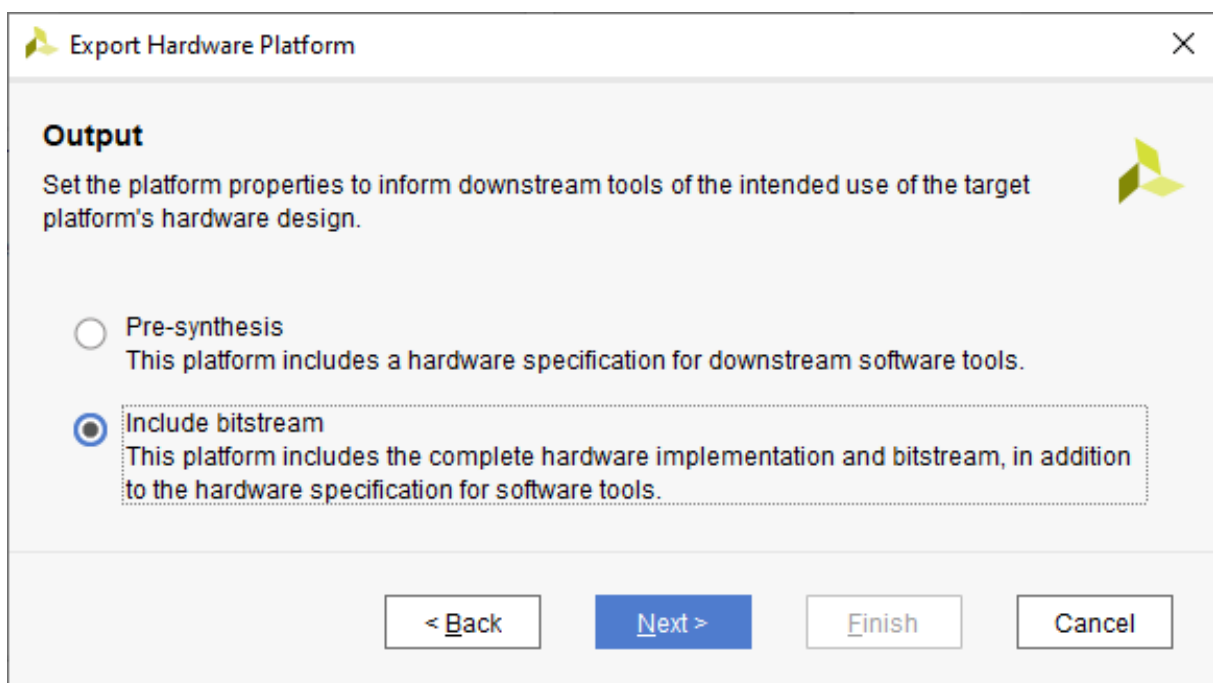 Export Hardware Platform
Output
Set the platform properties to inform downstream tools of the intended use of the target
platform's hardware design.
Pre-synthesis
This platform includes a hardware specification for downstream software tools.
Include bitstream
This platform includes the complete hardware implementation and bitstream, in addition
to the hardware specification for software tools.
< Back
Next >
Finish
Cancel